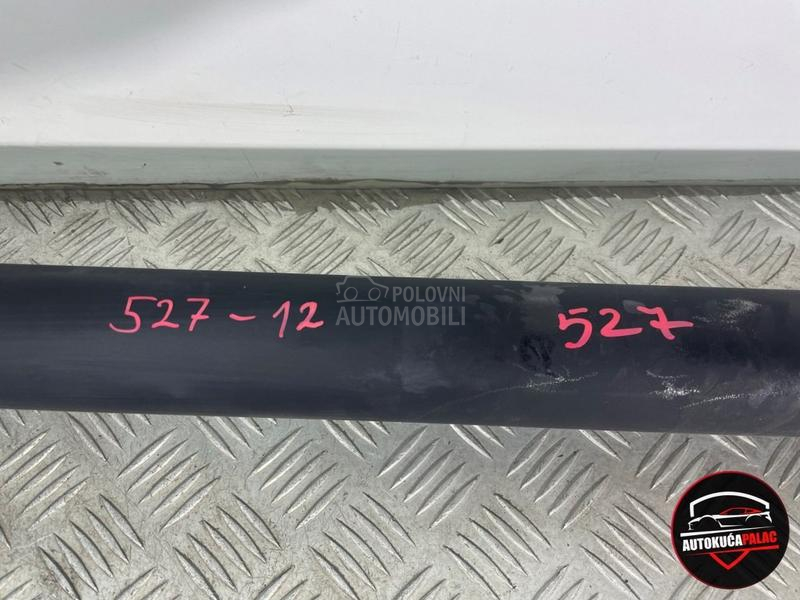 527-12
POLOVNI
AUTOMOBILI
527
AUTOKUĆAPALAC